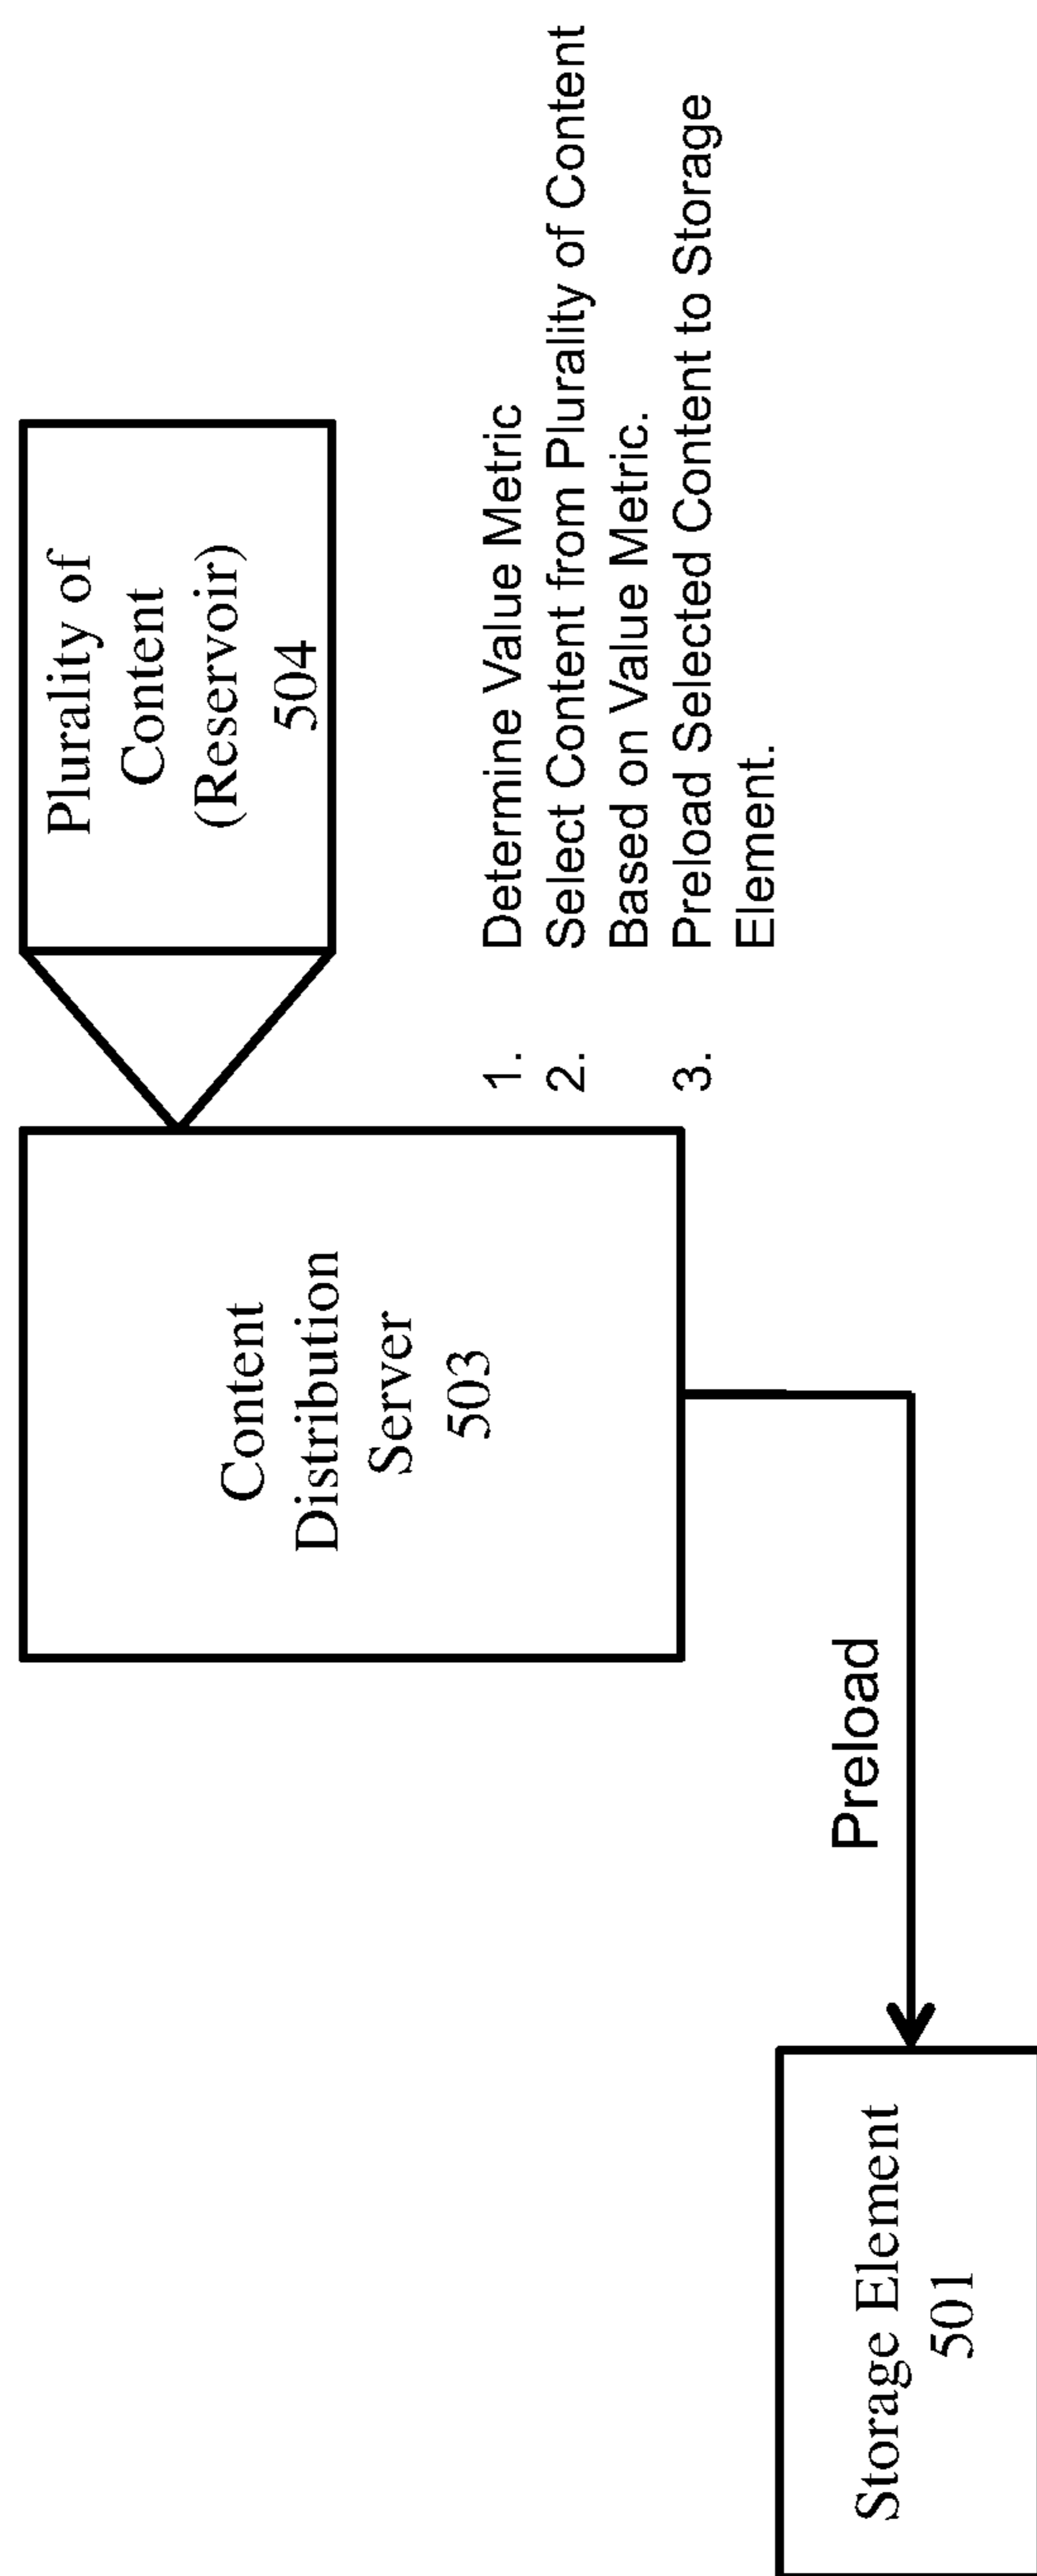 Plurality of
Content
(Reservoir)
504
Content
Distribution
Server
503
1. Determine Value Metric
2. Select Content from Plurality of Content
Based on Value Metric.
3. Preload Selected Content to Storage
Element.
Preload
Storage Element
501